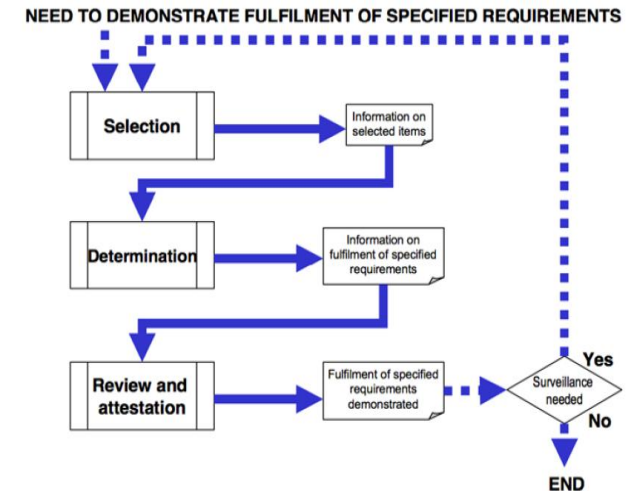 NEED TO DEMONSTRATE FULFILMENT OF SPECIFIED REQUIREMENTS
Selection
Information on
selected items
Determination
Information on
fulfilment of specified
requirements
Review and
attestation
Fulfilment of specified
requirements
demonstrated
Surveillance
needed
Yes
No
END